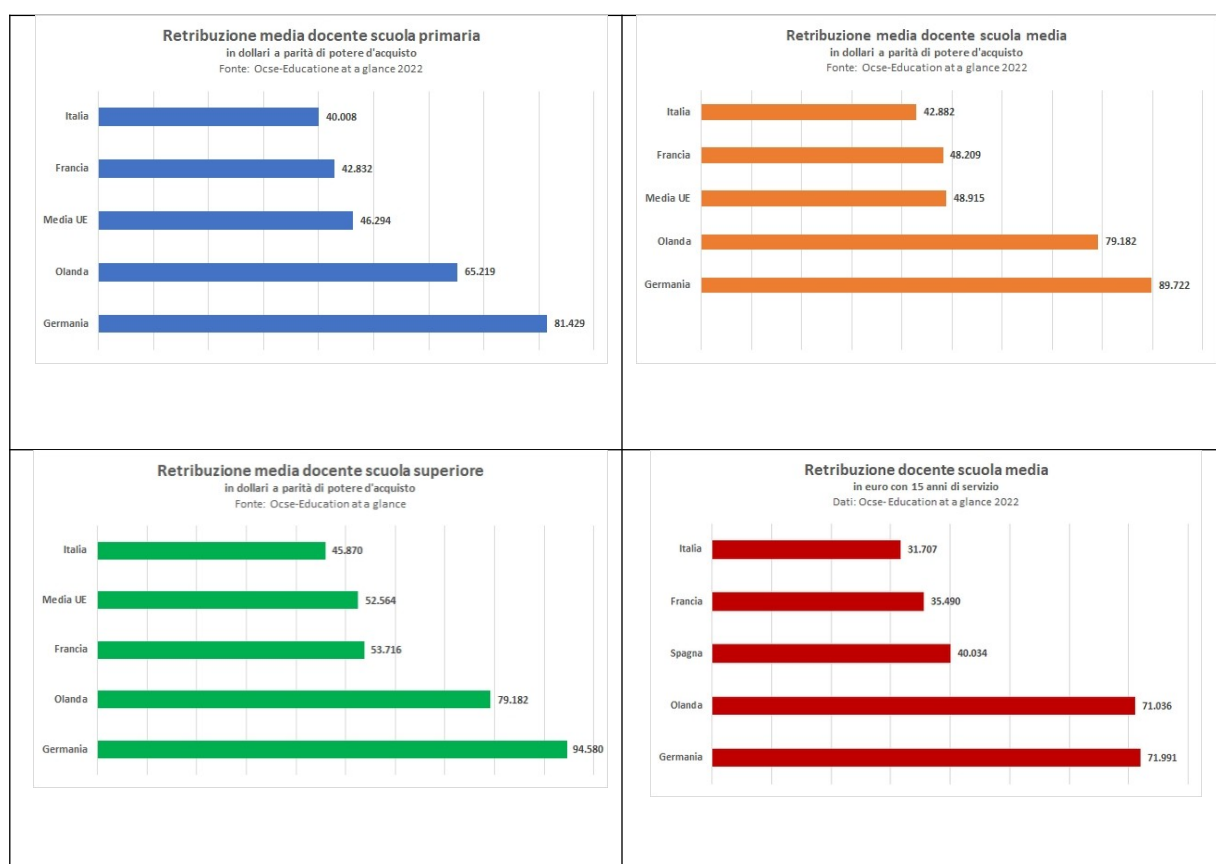 Retribuzione media docente scuola primaria
in dollari a parità di potere d'acquisto
Fonte: Ocse-Educatione at a glance 2022
Italia 40.008
Francia 42.832
Media UE 46.294
Olanda 65.219
Germania 81.429
Retribuzione media docente scuola media
in dollari a parità di potere d'acquisto
Fonte: Ocse-Education at a glance 2022
Italia 42.882
Francia 48.209
Media UE 48.915
Olanda 79.182
Germania 89.722
Retribuzione media docente scuola superiore
in dollari a parità di potere d'acquisto
Fonte: Ocse-Education at a glance
Italia 45.870
Media UE 52.564
Francia 53.716
Olanda 79.182
Germania 94.580
Retribuzione docente scuola media
in euro con 15 anni di servizio
Dati: Ocse- Education at a glance 2022
Italia 31.707
Francia 35.490
Spagna 40.034
Olanda 71.036
Germania 71.991